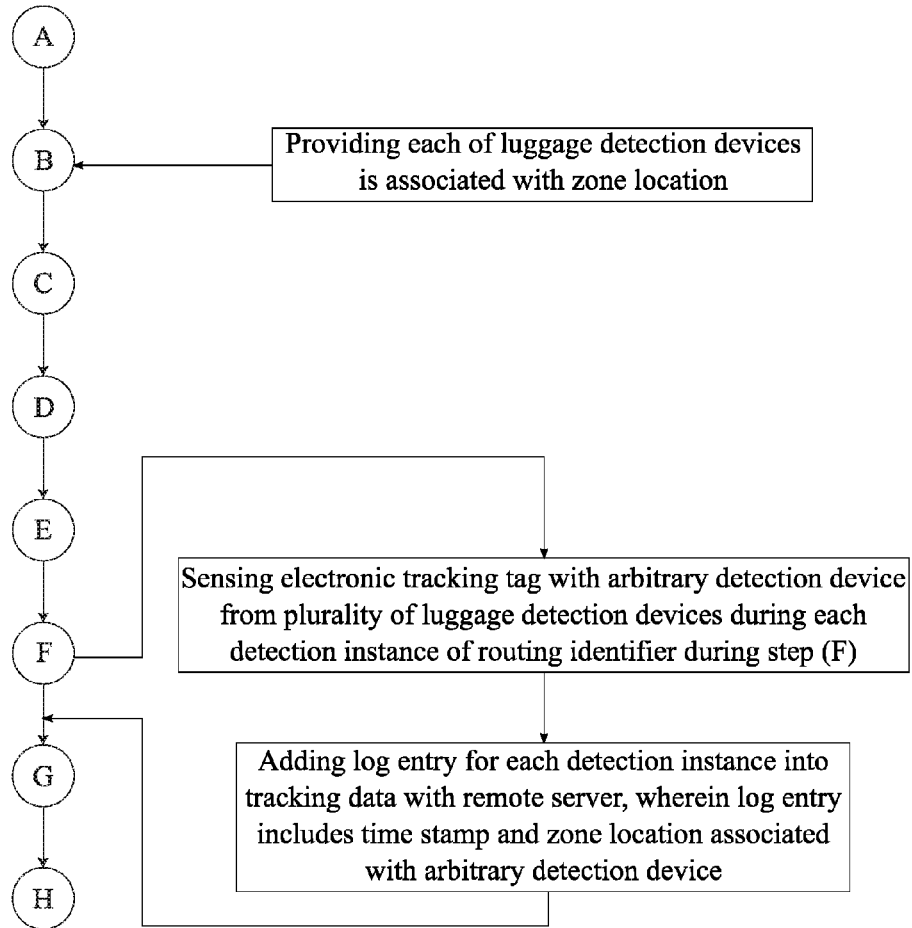 A
B
Providing each of luggage detection devices
is associated with zone location
C
D
E
F
Sensing electronic tracking tag with arbitrary detection device
from plurality of luggage detection devices during each
detection instance of routing identifier during step (F)
G
Adding log entry for each detection instance into
tracking data with remote server, wherein log entry
includes time stamp and zone location associated
with arbitrary detection device
H